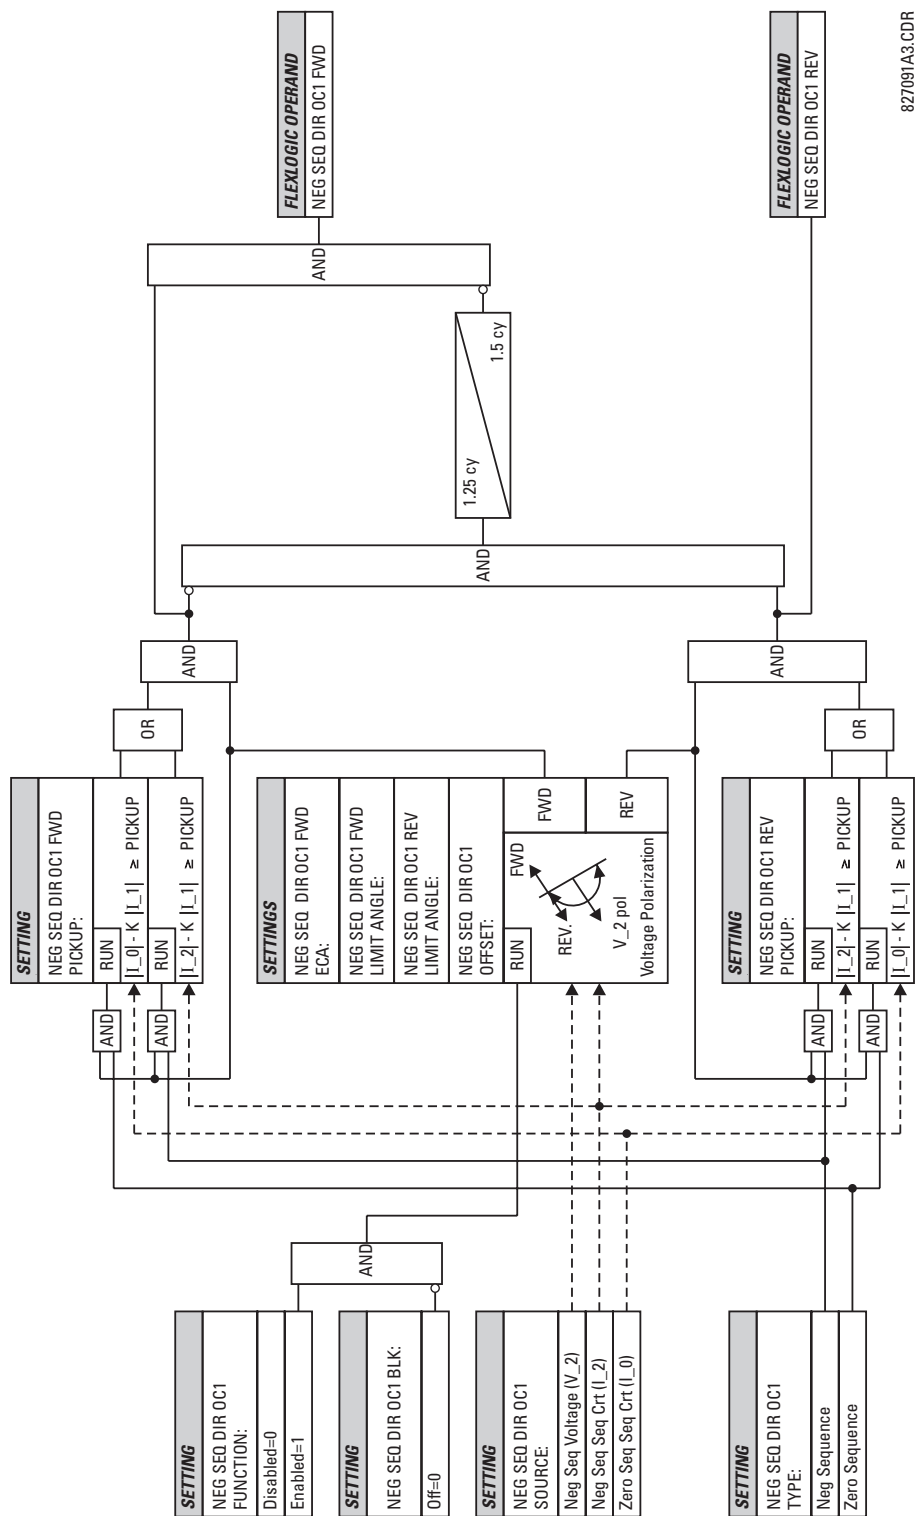 SETTING
NEG SEQ DIR OC1
FUNCTION:
Disabled=0
Enabled=1
SETTING
NEG SEQ DIR OC1 BLK:
Off=0
SETTING
NEG SEQ DIR OC1
SOURCE:
Neg Seq Voltage (V_2)
Neg Seq Seq Crt (I_2)
Zero Seq Seq Crt (I_0)
SETTING
NEG SEQ DIR OC1
TYPE:
Neg Sequence
Zero Sequence
AND
AND
AND
AND
AND
SETTING
NEG SEQ DIR OC1 FWD
PICKUP:
RUN
|I_0| - K |I_1| ≥ PICKUP
RUN
|I_2| - K |I_1| ≥ PICKUP
SETTINGS
NEG SEQ DIR OC1 FWD
ECA:
NEG SEQ DIR OC1 FWD
LIMIT ANGLE:
NEG SEQ DIR OC1 REV
LIMIT ANGLE:
NEG SEQ DIR OC1
OFFSET:
RUN
FWD
FWD
REV.
REV
V_2 pol
Voltage Polarization
SETTING
NEG SEQ DIR OC1 REV
PICKUP:
RUN
|I_2| - K |I_1| ≥ PICKUP
RUN
|I_0| - K |I_1| ≥ PICKUP
OR
OR
AND
AND
AND
1.25 cy
1.5 cy
AND
FLEXLOGIC OPERAND
NEG SEQ DIR OC1 FWD
FLEXLOGIC OPERAND
NEG SEQ DIR OC1 REV
827091A3.CDR